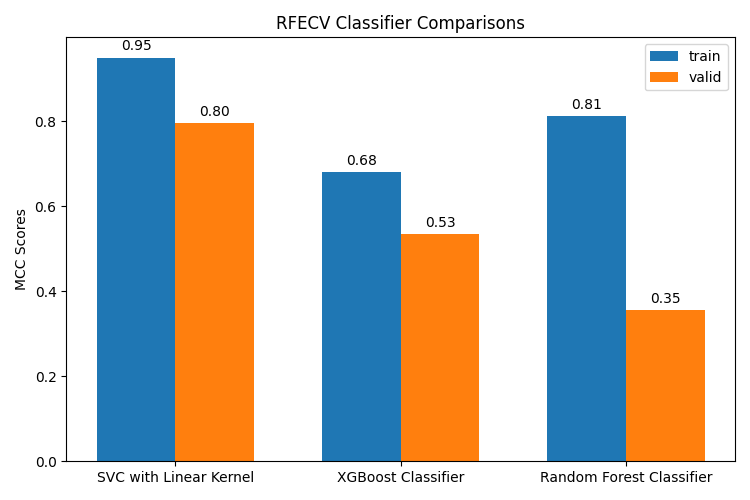 RFECV Classifier Comparisons
0.95
train
valid
0.81
0.80
0.8
0.68
0.6
0.53
MCC Scores
0.4
0.35
0.2
0.0
SVC with Linear Kernel
XGBoost Classifier
Random Forest Classifier